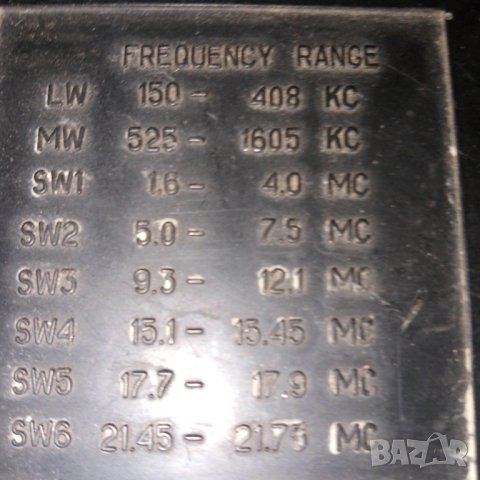 FREQUENCY RANGE
LW 150 - 408 KC
MW 525 - 1605 KC
SW1 1.6 - 4.0 MC
SW2 5.0 - 7.5 MC
SW3 9.3 - 12.1 MC
SW4 15.1 - 15.45 MC
SW5 17.7 - 17.9 MC
SW6 21.45 - 21.75 MC
BAZAR.bg